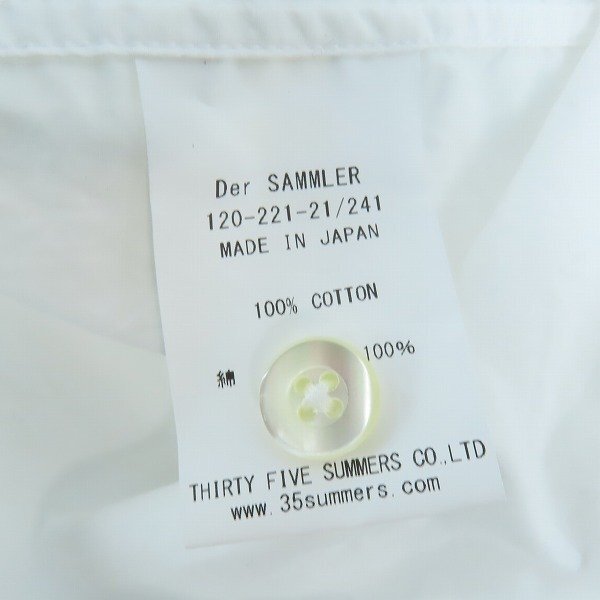 Der SAMMLER
120-221-21/241
MADE IN JAPAN
100% COTTON
綿 100%
THIRTY FIVE SUMMERS CO.,LTD
www.35summers.com